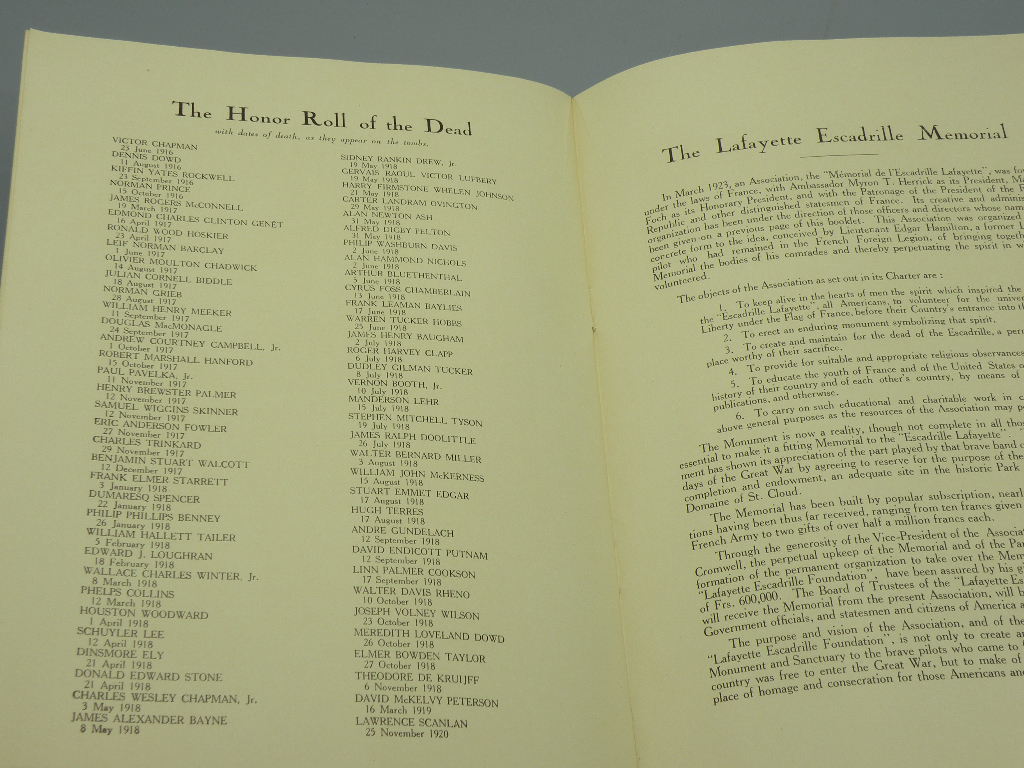 The Honor Roll of the Dead
with dates of death, as they appear on the tombs.
VICTOR CHAPMAN
23 June 1916
DENNIS DOWD
11 August 1916
KIFFIN YATES ROCKWELL
23 September 1916
NORMAN PRINCE
15 October 1916
JAMES ROGERS McCONNELL
19 March 1917
EDMOND CHARLES CLINTON GENÉT
16 April 1917
RONALD WOOD HOSKIER
23 April 1917
LEIF NORMAN BARCLAY
1 June 1917
OLIVIER MOULTON CHADWICK
14 August 1917
JULIAN CORNELL BIDDLE
18 August 1917
NORMAN GRIEB
28 August 1917
WILLIAM HENRY MEEKER
11 September 1917
DOUGLAS MacMONAGLE
24 September 1917
ANDREW COURTNEY CAMPBELL, Jr.
1 October 1917
ROBERT MARSHALL HANFORD
15 October 1917
PAUL PAVELKA, Jr.
11 November 1917
HENRY BREWSTER PALMER
12 November 1917
SAMUEL WIGGINS SKINNER
12 November 1917
ERIC ANDERSON FOWLER
27 November 1917
CHARLES TRINKARD
29 November 1917
BENJAMIN STUART WALCOTT
12 December 1917
FRANK ELMER STARRETT
3 January 1918
DUMARESQ SPENCER
22 January 1918
PHILIP PHILLIPS BENNEY
26 January 1918
WILLIAM HALLETT TAILER
5 February 1918
EDWARD J. LOUGHRAN
18 February 1918
WALLACE CHARLES WINTER, Jr.
8 March 1918
PHELPS COLLINS
12 March 1918
HOUSTON WOODWARD
1 April 1918
SCHUYLER LEE
12 April 1918
DINSMORE ELY
21 April 1918
DONALD EDWARD STONE
21 April 1918
CHARLES WESLEY CHAPMAN, Jr.
3 May 1918
JAMES ALEXANDER BAYNE
8 May 1918
SIDNEY RANKIN DREW, Jr.
19 May 1918
GERVAIS RAOUL VICTOR LUFBERY
19 May 1918
HARRY FIRMSTONE WHELEN JOHNSON
21 May 1918
CARTER LANDRAM OVINGTON
29 May 1918
ALAN NEWTON ASH
31 May 1918
ALFRED DIGBY PELTON
31 May 1918
PHILIP WASHBURN DAVIS
2 June 1918
ALAN HAMMOND NICHOLS
2 June 1918
ARTHUR BLUETHENTHAL
5 June 1918
CYRUS FOSS CHAMBERLAIN
13 June 1918
FRANK LEAMAN BAYLIES
17 June 1918
WARREN TUCKER HOBBS
25 June 1918
JAMES HENRY BAUGHAM
2 July 1918
ROGER HARVEY CLAPP
6 July 1918
DUDLEY GILMAN TUCKER
8 July 1918
VERNON BOOTH, Jr.
10 July 1918
MANDERSON LEHR
15 July 1918
STEPHEN MITCHELL TYSON
19 July 1918
JAMES RALPH DOOLITTLE
26 July 1918
WALTER BERNARD MILLER
3 August 1918
WILLIAM JOHN McKERNESS
15 August 1918
STUART EMMET EDGAR
17 August 1918
HUGH TERRES
17 August 1918
ANDRE GUNDELACH
12 September 1918
DAVID ENDICOTT PUTNAM
12 September 1918
LINN PALMER COOKSON
17 September 1918
WALTER DAVIS RHENO
10 October 1918
JOSEPH VOLNEY WILSON
23 October 1918
MEREDITH LOVELAND DOWD
26 October 1918
ELMER BOWDEN TAYLOR
27 October 1918
THEODORE DE KRUIJFF
6 November 1918
DAVID McKELVY PETERSON
16 March 1919
LAWRENCE SCANLAN
25 November 1920
The Lafayette Escadrille Memorial
In March 1923, an Association, the "Mémorial de l'Escadrille Lafayette", was fo
under the laws of France, with Ambassador Myron T. Herrick as its President, Ma
Foch as its Honorary President, and with the Patronage of the President of the
Republic and other distinguished statesmen of France. Its creative and adminis
organization has been under the direction of those officers and directors whose nam
been given on a previous page of this booklet. This Association was organized
concrete form to the idea, conceived by Lieutenant Edgar Hamilton, a former L
pilot who had remained in the French Foreign Legion, of bringing togeth
Memorial the bodies of his comrades and thereby perpetuating the spirit in w
volunteered.
The objects of the Association as set out in its Charter are :
1. To keep alive in the hearts of men the spirit which inspired the
the "Escadrille Lafayette", all Americans, to volunteer for the univer
Liberty under the Flag of France, before their Country's entrance into th
2. To erect an enduring monument symbolizing that spirit.
3. To create and maintain for the dead of the Escadrille, a perm
place worthy of their sacrifice.
4. To provide for suitable and appropriate religious observances
5. To educate the youth of France and of the United States o
history of their country and of each other's country, by means of
publications, and otherwise.
6. To carry on such educational and charitable work in c
above general purposes as the resources of the Association may p
The Monument is now a reality, though not complete in all tho
essential to make it a fitting Memorial to the "Escadrille Lafayette".
ment has shown its appreciation of the part played by that brave band
days of the Great War by agreeing to reserve for the purpose of the
completion and endowment, an adequate site in the historic Park
Domaine of St. Cloud.
The Memorial has been built by popular subscription, nearl
tions having been thus far received, ranging from ten francs given
French Army to two gifts of over half a million francs each.
Through the generosity of the Vice-President of the Associa
Cromwell, the perpetual upkeep of the Memorial and of the Pa
formation of the permanent organization to take over the Mem
"Lafayette Escadrille Foundation", have been assured by his g
of Frs. 600,000. The Board of Trustees of the "Lafayette Es
will receive the Memorial from the present Association, will b
Government officials, and statesmen and citizens of America a
The purpose and vision of the Association, and of the
"Lafayette Escadrille Foundation", is not only to create a
Monument and Sanctuary to the brave pilots who came to
country was free to enter the Great War, but to make of
place of homage and consecration for those Americans and